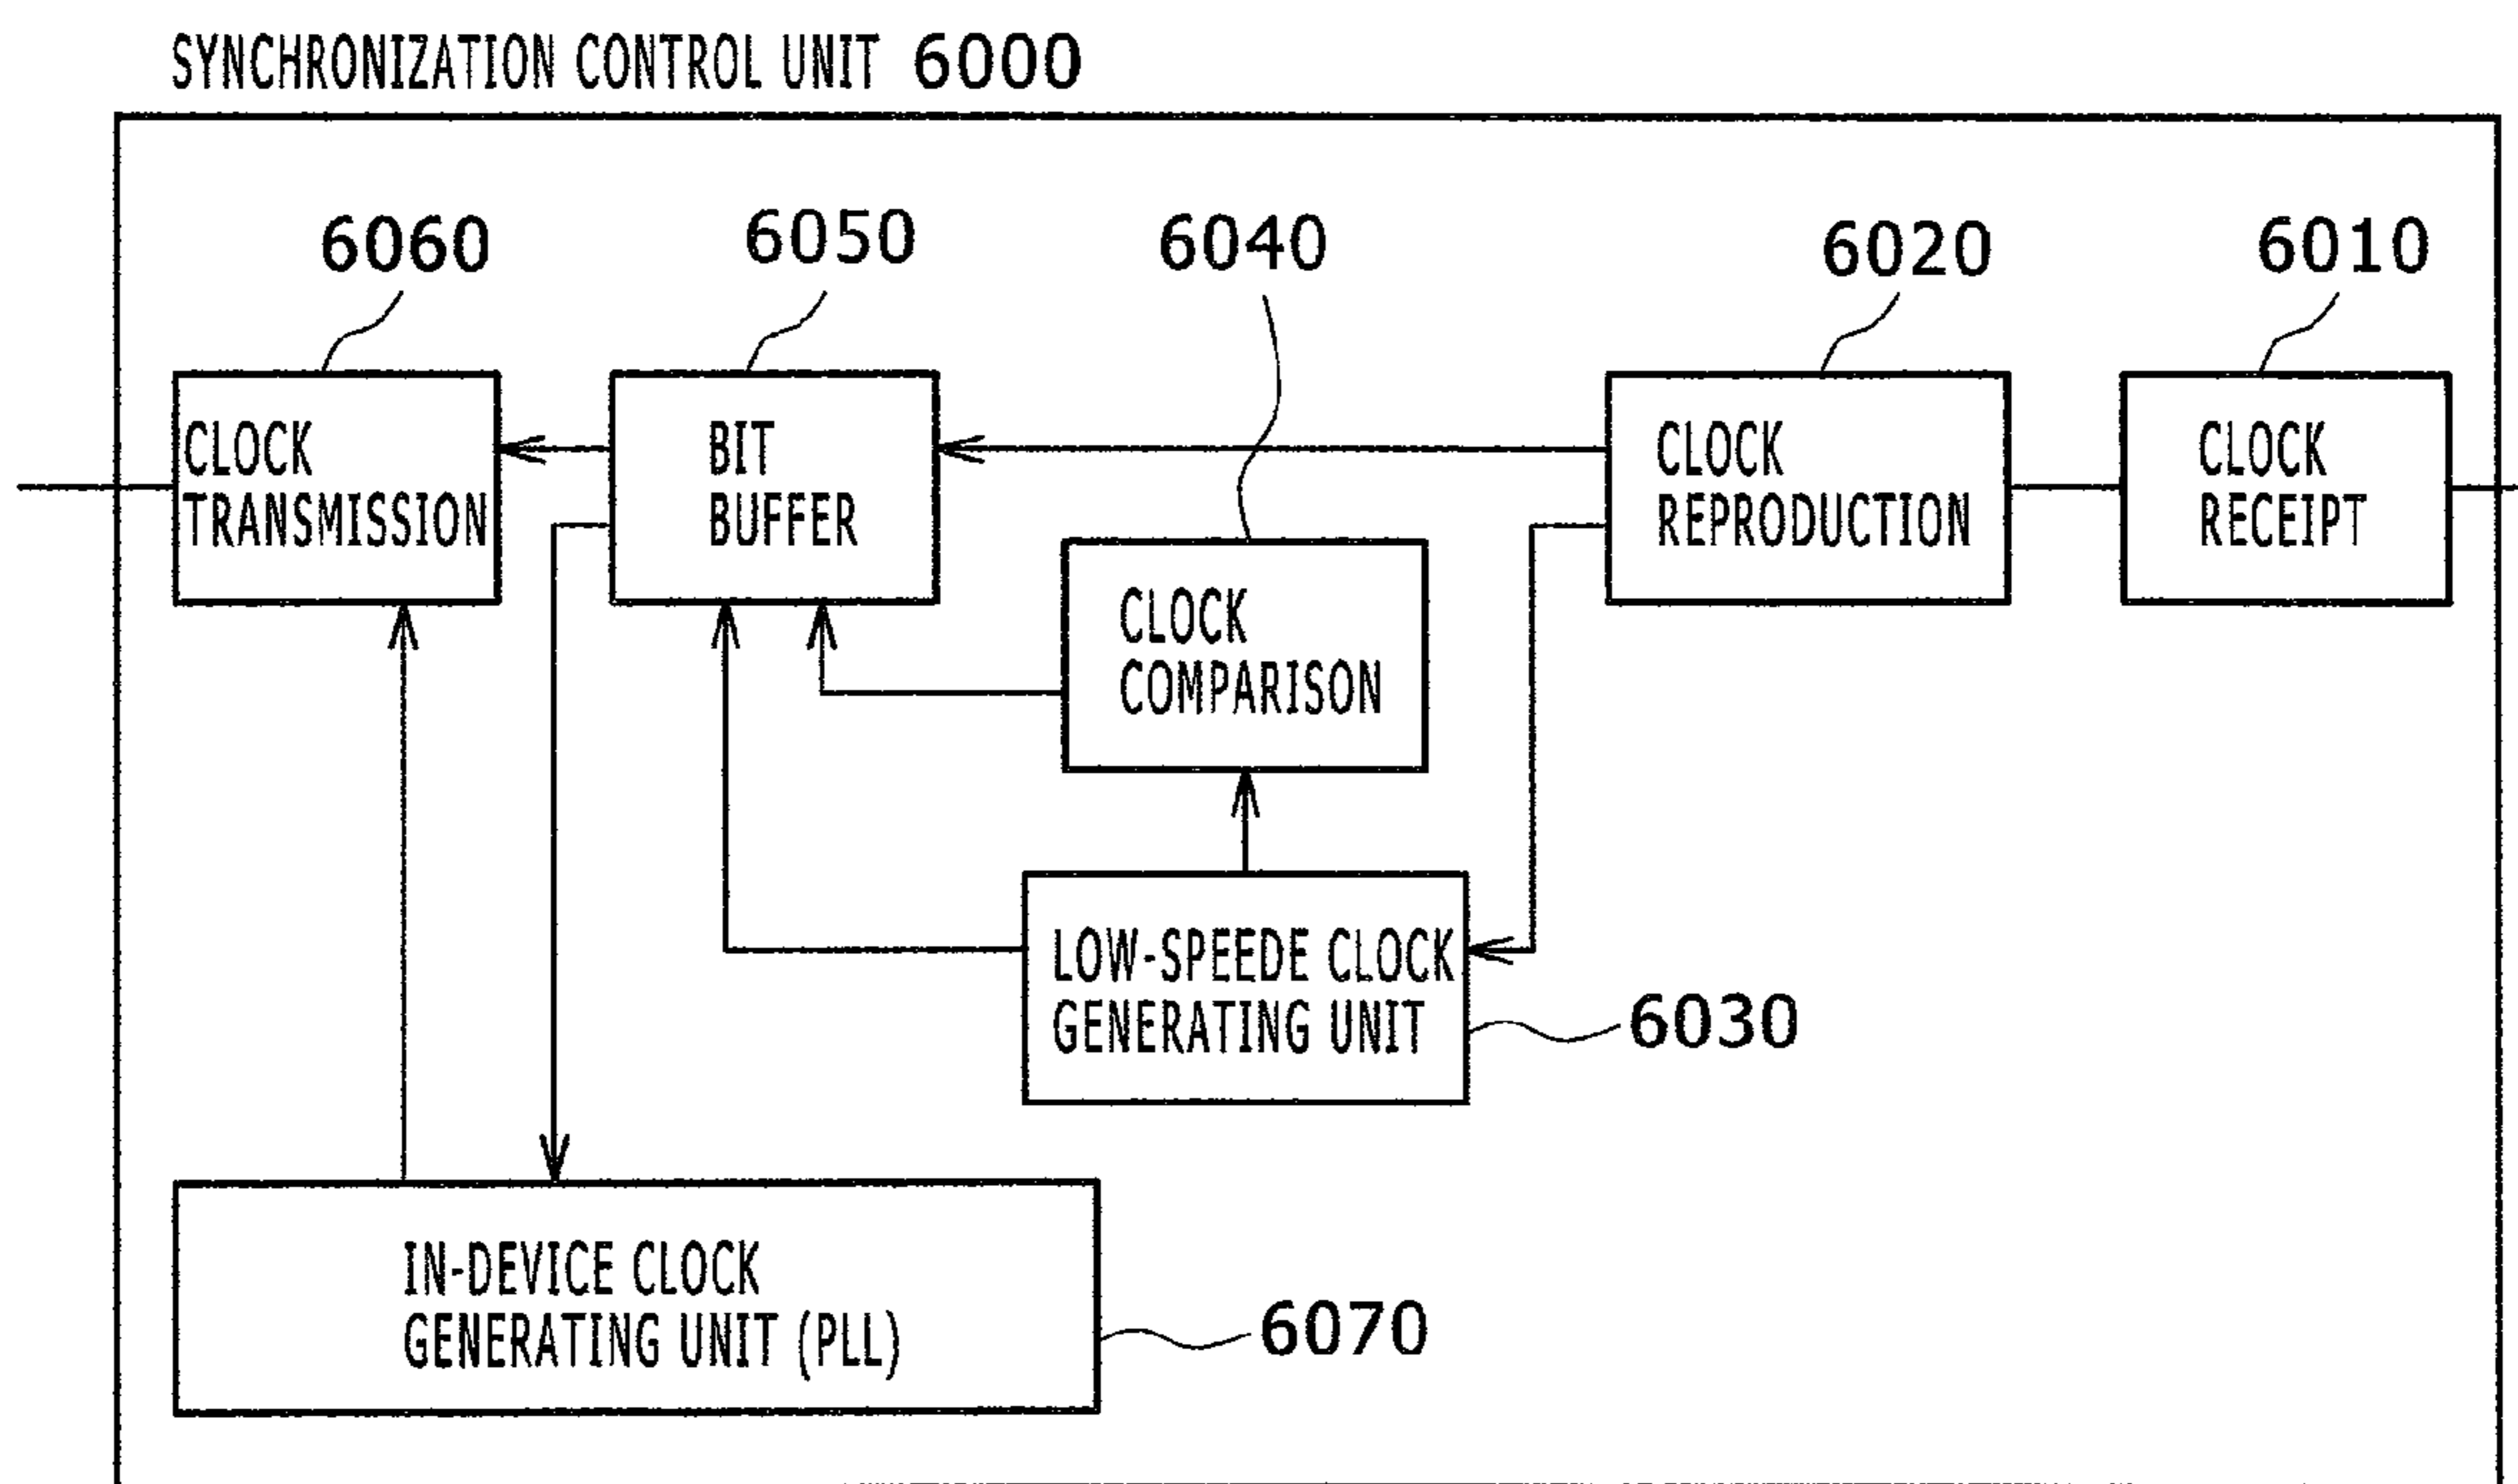 SYNCHRONIZATION CONTROL UNIT 6000
6060
6050
6040
6020
6010
CLOCK
TRANSMISSION
BIT
BUFFER
CLOCK
REPRODUCTION
CLOCK
RECEIPT
CLOCK
COMPARISON
LOW-SPEEDE CLOCK
GENERATING UNIT
6030
IN-DEVICE CLOCK
GENERATING UNIT (PLL)
6070